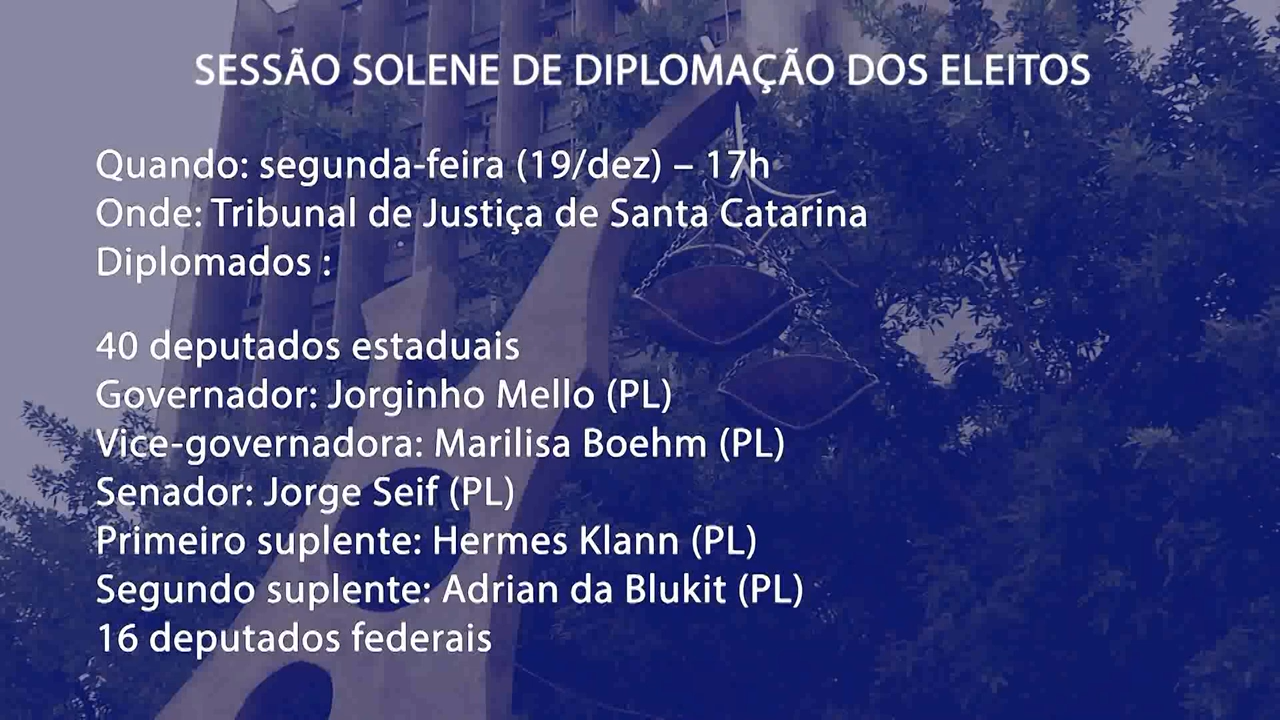 SESSÃO SOLENE DE DIPLOMAÇÃO DOS ELEITOS
Quando: segunda-feira (19/dez) – 17h
Onde: Tribunal de Justiça de Santa Catarina
Diplomados :
40 deputados estaduais
Governador: Jorginho Mello (PL)
Vice-governadora: Marilisa Boehm (PL)
Senador: Jorge Seif (PL)
Primeiro suplente: Hermes Klann (PL)
Segundo suplente: Adrian da Blukit (PL)
16 deputados federais